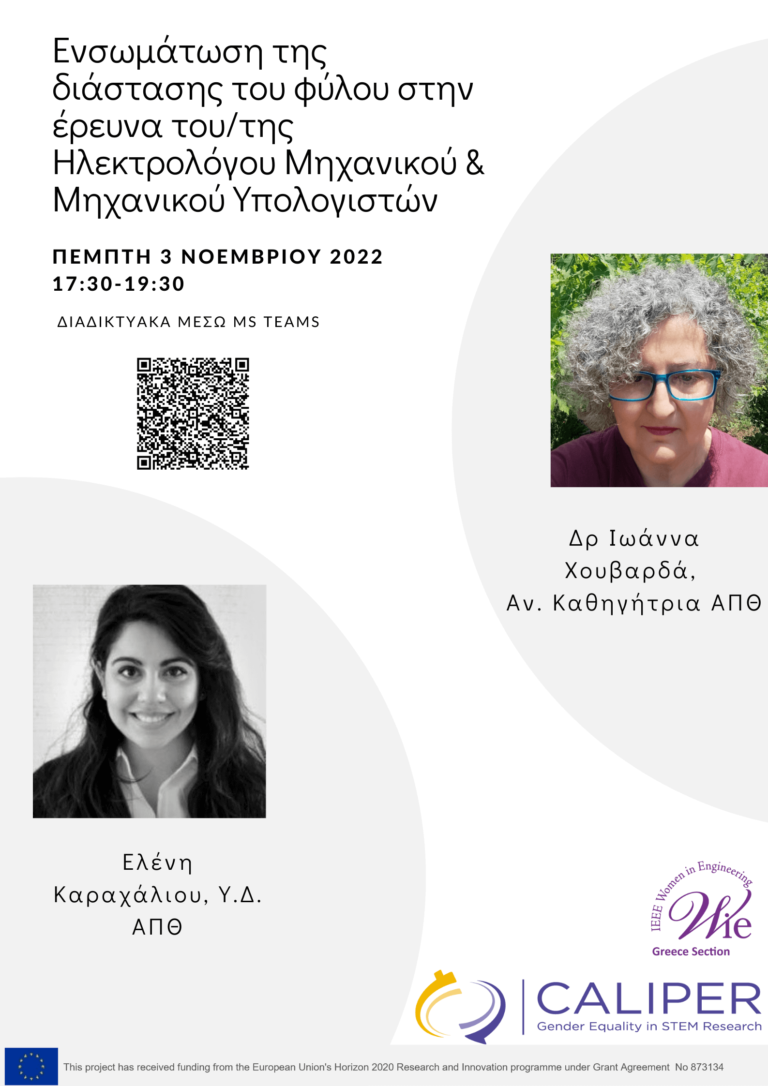 Ενσωμάτωση της
διάστασης του φύλου στην
έρευνα του/της
Ηλεκτρολόγου Μηχανικού &
Μηχανικού Υπολογιστών
ΠΕΜΠΤΗ 3 ΝΟΕΜΒΡΙΟΥ 2022
17:30-19:30
ΔΙΑΔΙΚΤΥΑΚΑ ΜΕΣΩ MS TEAMS
Δρ Ιωάννα
Χουβαρδά,
Αν. Καθηγήτρια ΑΠΘ
Ελένη
Καραχάλιου, Υ.Δ.
ΑΠΘ
IEEE Women in Engineering
Wie
Greece Section
CALIPER
Gender Equality in STEM Research
This project has received funding from the European Union's Horizon 2020 Research and Innovation programme under Grant Agreement No 873134